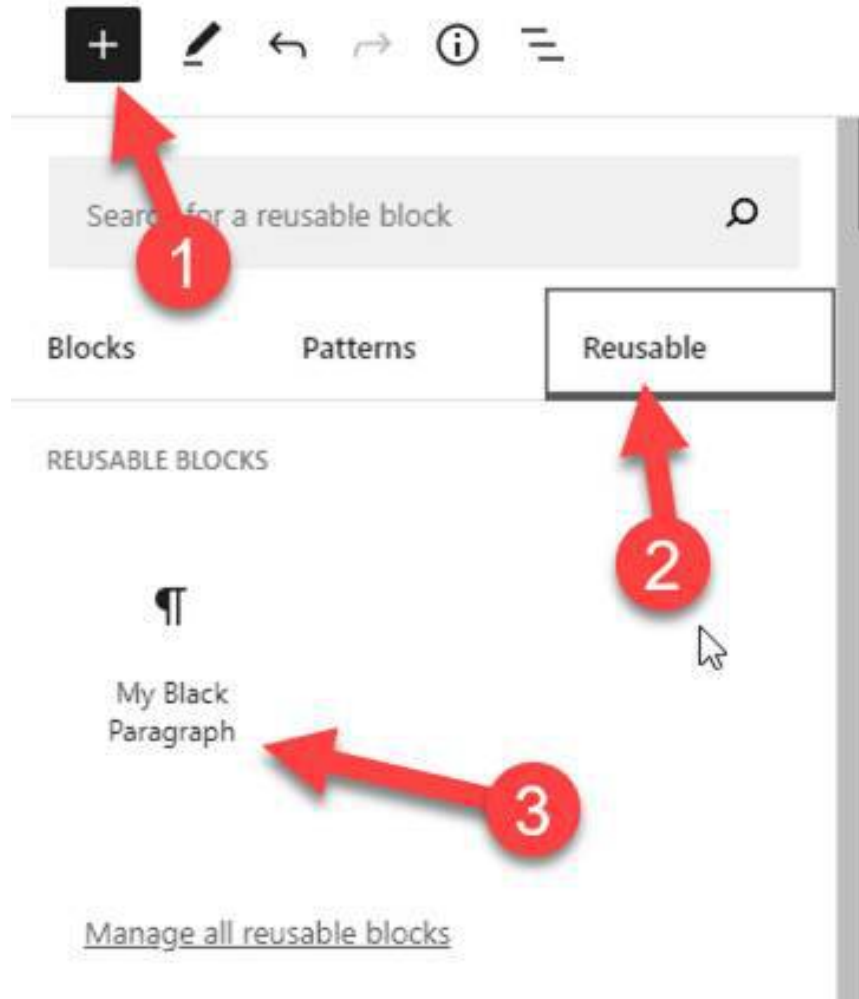 Search for a reusable block
1
Blocks Patterns Reusable
2
REUSABLE BLOCKS
¶
My Black
Paragraph
3
Manage all reusable blocks